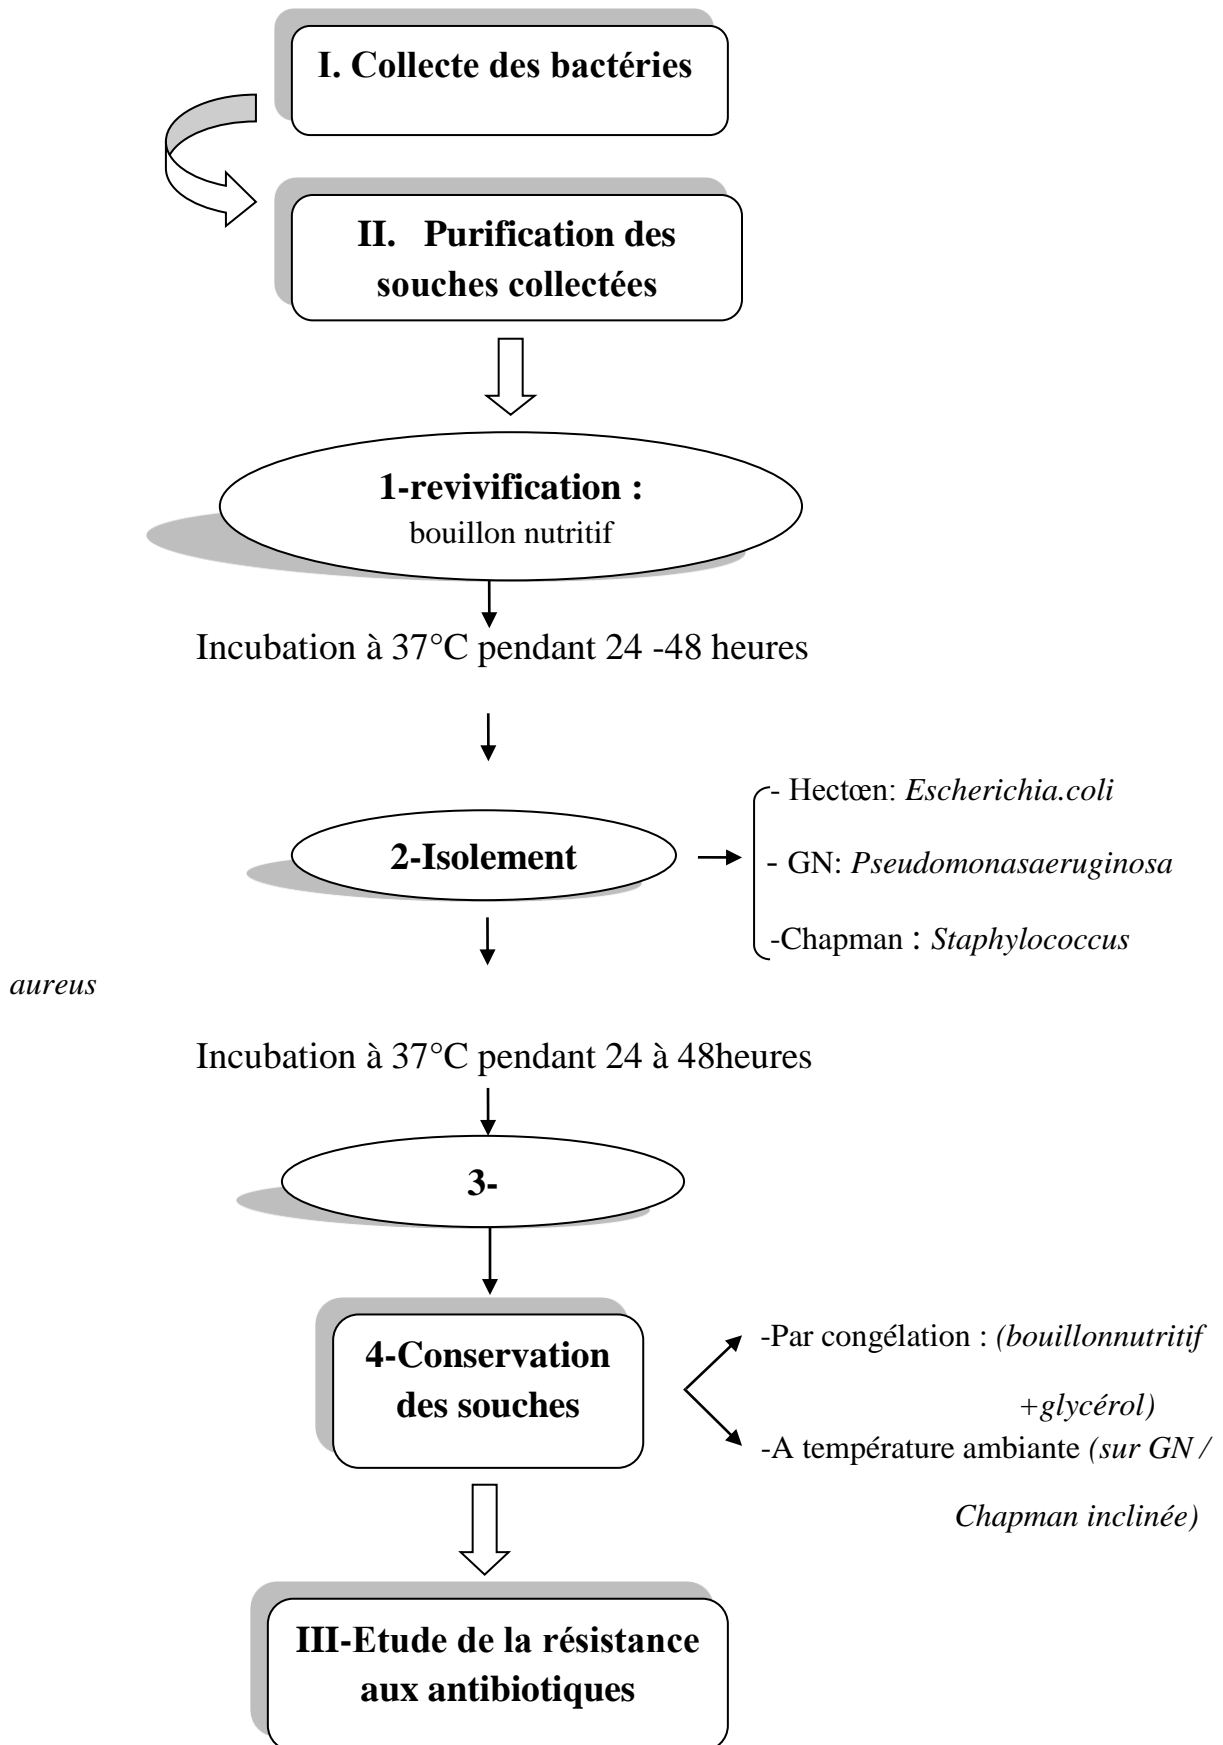 I. Collecte des bactéries
II. Purification des
souches collectées
1-revivification :
bouillon nutritif
Incubation à 37°C pendant 24 -48 heures
2-Isolement
- Hectœn: Escherichia.coli
- GN: Pseudomonasaeruginosa
-Chapman : Staphylococcus
aureus
Incubation à 37°C pendant 24 à 48heures
3-
4-Conservation
des souches
-Par congélation : (bouillonnutritif
+glycérol)
-A température ambiante (sur GN /
Chapman inclinée)
III-Etude de la résistance
aux antibiotiques